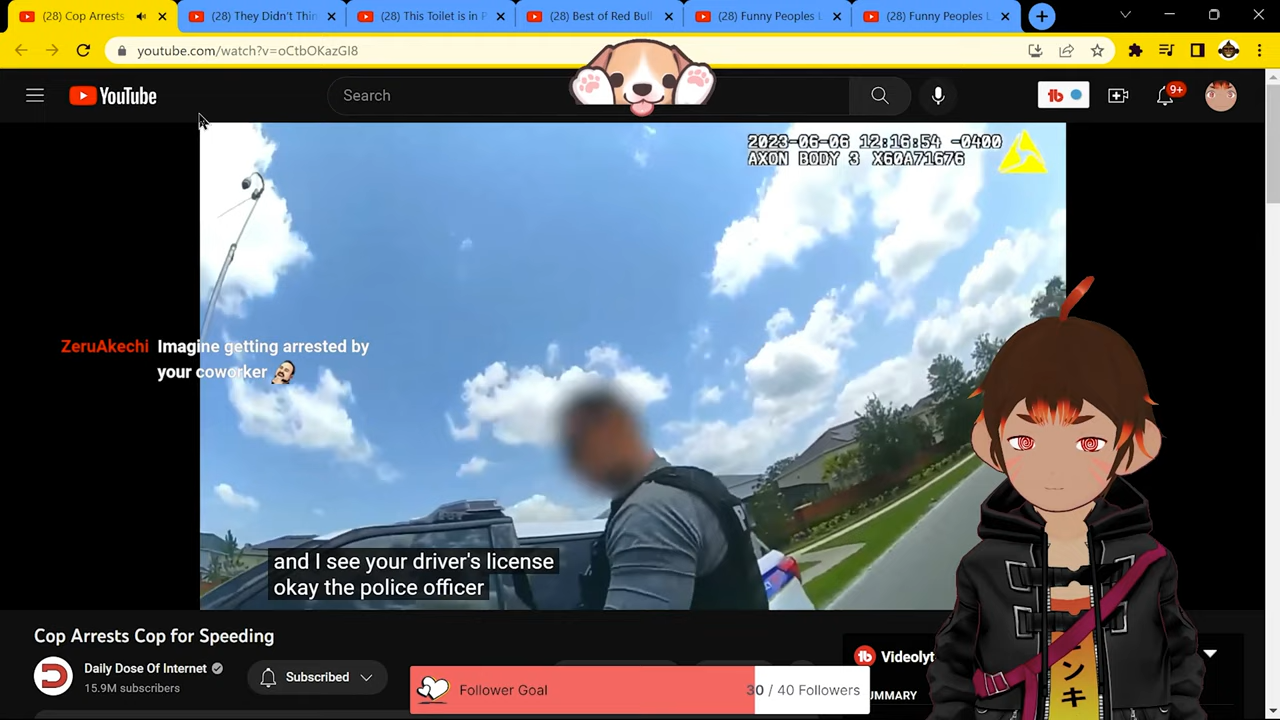 (28) Cop Arrests
(28) They Didn't Thin
(28) This Toilet is in P
(28) Best of Red Bull
(28) Funny Peoples L
(28) Funny Peoples L
youtube.com/watch?v=oCtbOKazGI8
YouTube
Search
9+
2023-06-06 12:16:54 -0400
AXON BODY 3 X60A71676
ZeruAkechi Imagine getting arrested by
your coworker
and I see your driver's license
okay the police officer
Cop Arrests Cop for Speeding
Daily Dose Of Internet
15.9M subscribers
Subscribed
Follower Goal
30 / 40 Followers
Videolyt
UMMARY
ンキ